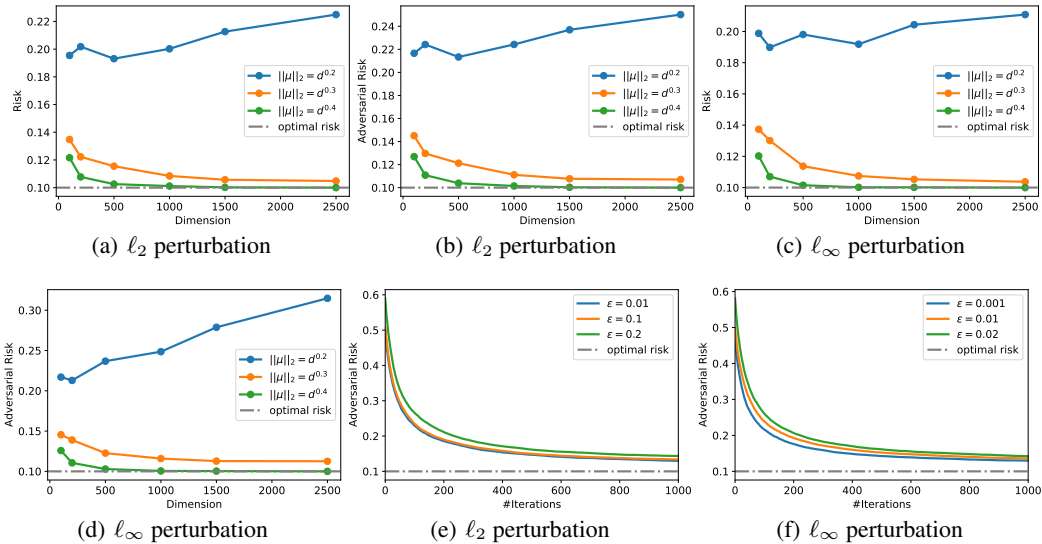 0.22
0.20
0.18
0.16
0.14
0.12
0.10
Risk
||μ||₂ = d^0.2
||μ||₂ = d^0.3
||μ||₂ = d^0.4
optimal risk
0 500 1000 1500 2000 2500
Dimension
(a) ℓ₂ perturbation
0.24
0.22
0.20
0.18
0.16
0.14
0.12
0.10
Adversarial Risk
||μ||₂ = d^0.2
||μ||₂ = d^0.3
||μ||₂ = d^0.4
optimal risk
0 500 1000 1500 2000 2500
Dimension
(b) ℓ₂ perturbation
0.20
0.18
0.16
0.14
0.12
0.10
Risk
||μ||₂ = d^0.2
||μ||₂ = d^0.3
||μ||₂ = d^0.4
optimal risk
0 500 1000 1500 2000 2500
Dimension
(c) ℓ∞ perturbation
0.30
0.25
0.20
0.15
0.10
Adversarial Risk
||μ||₂ = d^0.2
||μ||₂ = d^0.3
||μ||₂ = d^0.4
optimal risk
0 500 1000 1500 2000 2500
Dimension
(d) ℓ∞ perturbation
0.6
0.5
0.4
0.3
0.2
0.1
Adversarial Risk
ε = 0.01
ε = 0.1
ε = 0.2
optimal risk
0 200 400 600 800 1000
#Iterations
(e) ℓ₂ perturbation
0.6
0.5
0.4
0.3
0.2
0.1
Adversarial Risk
ε = 0.001
ε = 0.01
ε = 0.02
optimal risk
0 200 400 600 800 1000
#Iterations
(f) ℓ∞ perturbation